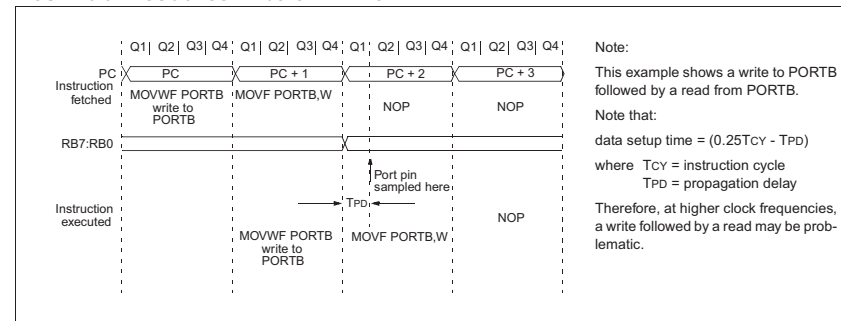 Q1| Q2| Q3| Q4 Q1| Q2| Q3| Q4 Q1| Q2| Q3| Q4 Q1| Q2| Q3| Q4
PC PC PC + 1 PC + 2 PC + 3
Instruction
fetched
MOVWF PORTB
write to
PORTB
MOVF PORTB,W
NOP
NOP
RB7:RB0
Port pin
sampled here
TPD
Instruction
executed
MOVWF PORTB
write to
PORTB
MOVF PORTB,W
NOP
Note:
This example shows a write to PORTB
followed by a read from PORTB.
Note that:
data setup time = (0.25TCY - TPD)
where TCY = instruction cycle
TPD = propagation delay
Therefore, at higher clock frequencies,
a write followed by a read may be prob-
lematic.